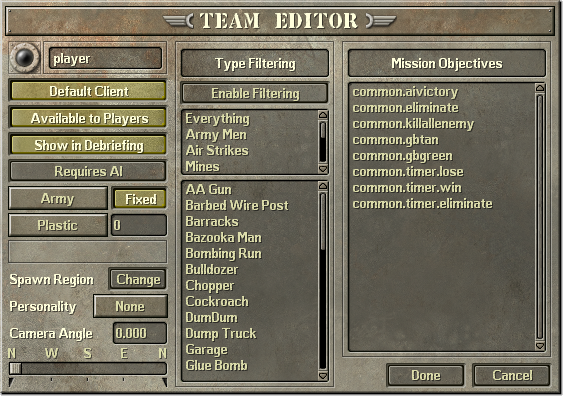 TEAM EDITOR
player
Default Client
Available to Players
Show in Debriefing
Requires AI
Army Fixed
Plastic 0
Spawn Region Change
Personality None
Camera Angle 0.000
N W S E N
Type Filtering
Enable Filtering
Everything
Army Men
Air Strikes
Mines
AA Gun
Barbed Wire Post
Barracks
Bazooka Man
Bombing Run
Bulldozer
Chopper
Cockroach
DumDum
Dump Truck
Garage
Glue Bomb
Mission Objectives
common.aivictory
common.eliminate
common.killallenemy
common.gbtan
common.gbgreen
common.timer.lose
common.timer.win
common.timer.eliminate
Done Cancel